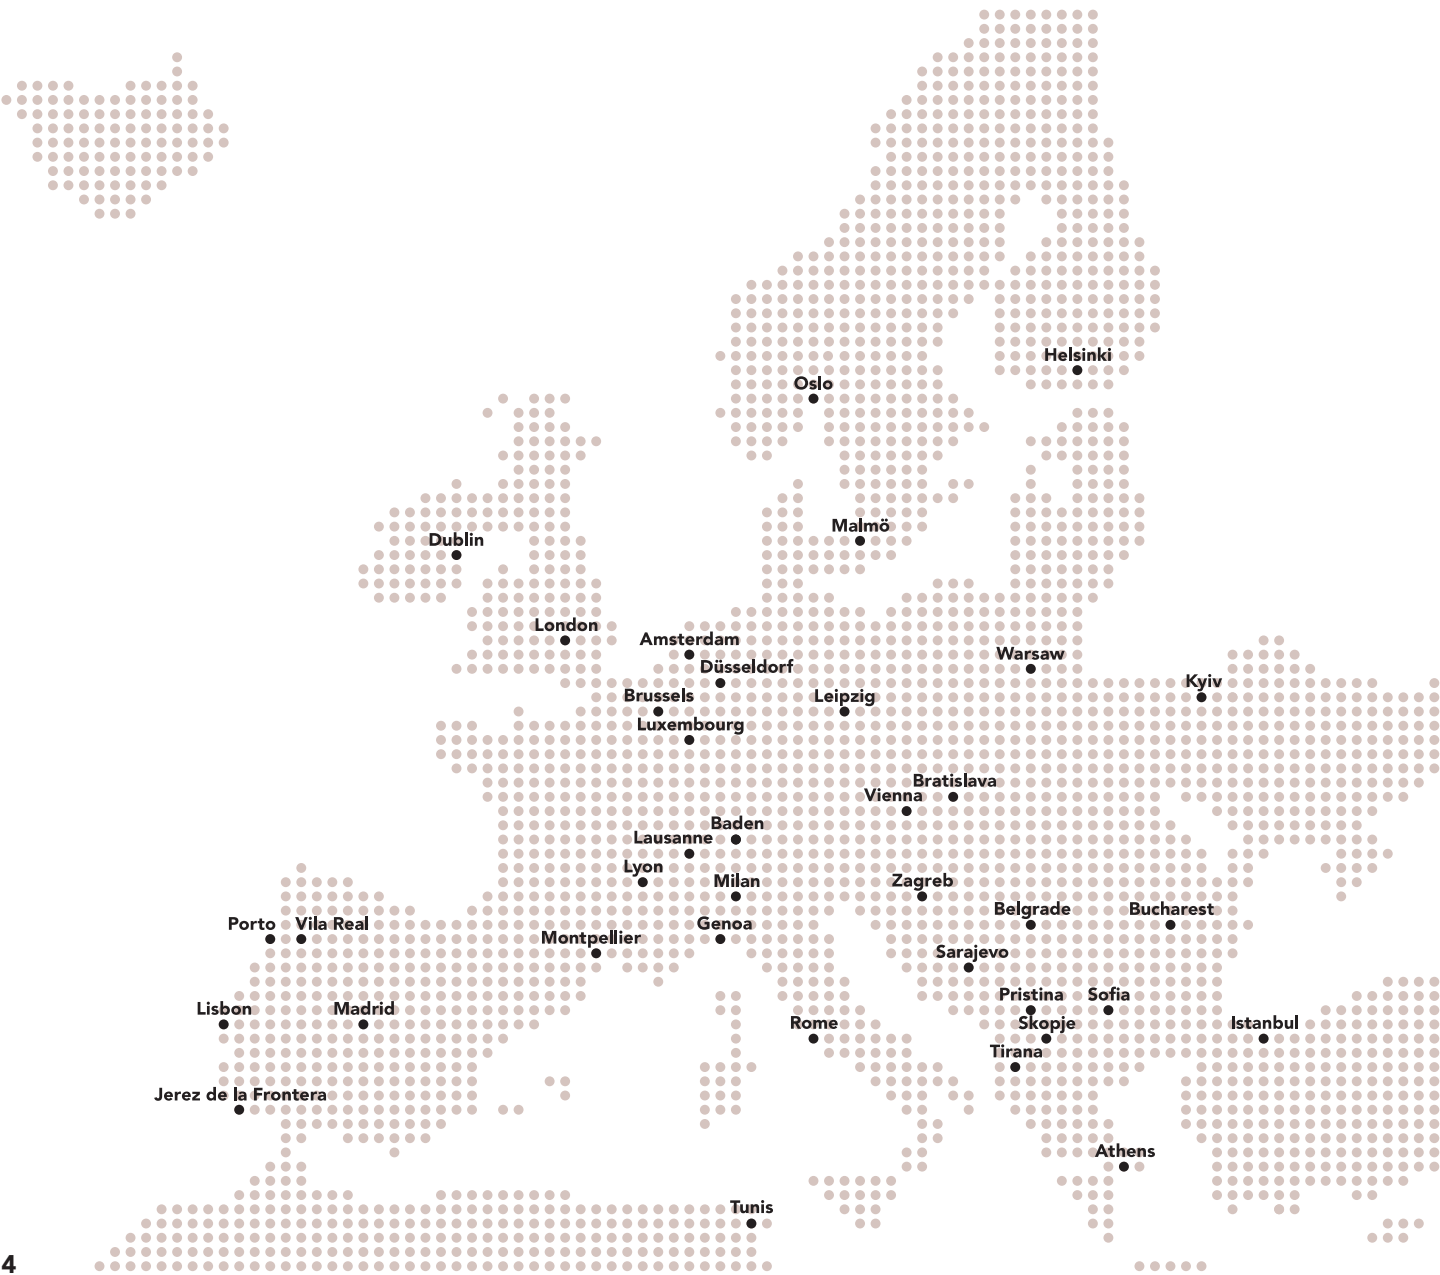 Helsinki
Oslo
Malmö
Dublin
London
Amsterdam
Warsaw
Düsseldorf
Kyiv
Brussels
Leipzig
Luxembourg
Bratislava
Vienna
Baden
Lausanne
Lyon
Milan
Zagreb
Belgrade
Bucharest
Porto
Vila Real
Genoa
Montpellier
Sarajevo
Pristina
Sofia
Lisbon
Madrid
Rome
Skopje
Istanbul
Tirana
Jerez de la Frontera
Athens
Tunis
4